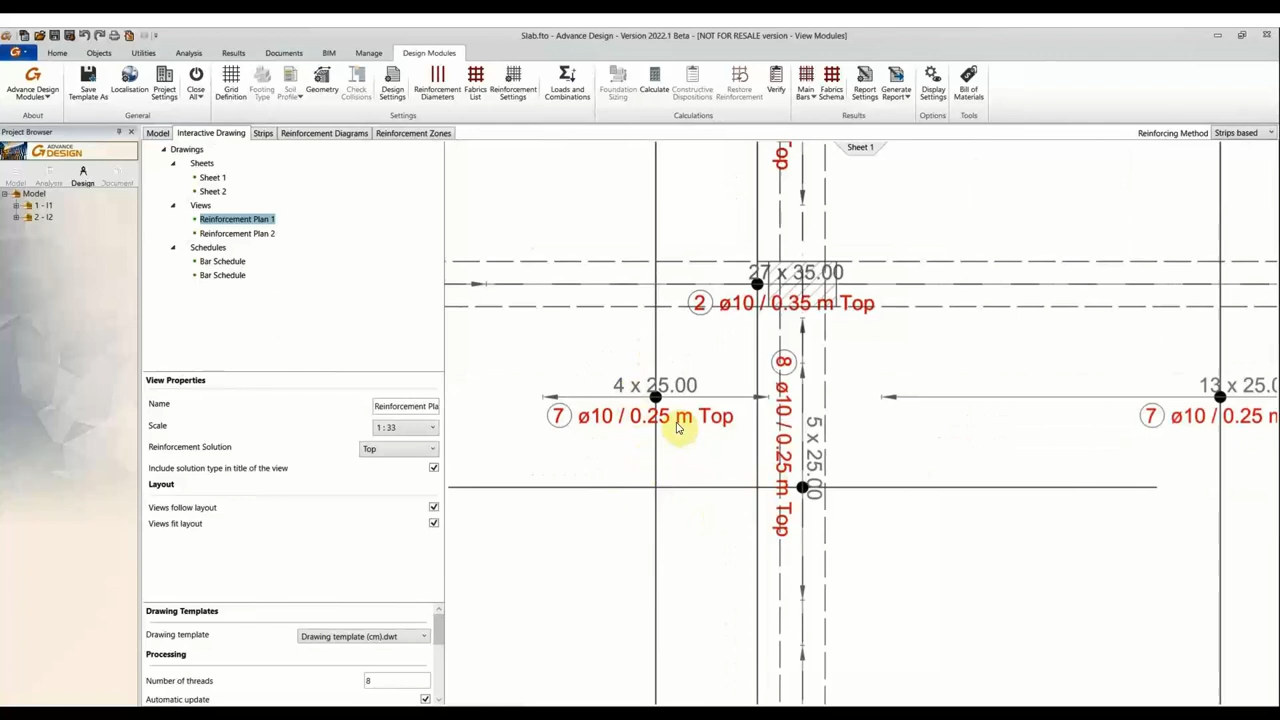 Slab.fto - Advance Design - Version 2022.1 Beta - [NOT FOR RESALE version - View Modules]
Home Objects Utilities Analysis Results Documents BIM Manage Design Modules
Advance Design Modules
Save Template As
Localisation
Project Settings
Close All
Grid Definition
Footing Type
Soil Profile
Geometry
Check Collisions
Design Settings
Reinforcement Diameters
Fabrics List
Reinforcement Settings
Loads and Combinations
Foundation Sizing
Calculate
Constructive Dispositions
Restore Reinforcement
Verify
Main Bars
Fabrics Schema
Report Settings
Generate Report
Display Settings
Bill of Materials
About General Settings Calculations Results Options Tools
Project Browser
ADVANCE DESIGN
Model Analysis Design Document
Model
1 - I1
2 - I2
Model Interactive Drawing Strips Reinforcement Diagrams Reinforcement Zones
Reinforcing Method Strips based
Drawings
Sheets
Sheet 1
Sheet 2
Views
Reinforcement Plan 1
Reinforcement Plan 2
Schedules
Bar Schedule
Bar Schedule
View Properties
Name Reinforcement Pla
Scale 1 : 33
Reinforcement Solution Top
Include solution type in title of the view
Layout
Views follow layout
Views fit layout
Drawing Templates
Drawing template Drawing template (cm).dwt
Processing
Number of threads 8
Automatic update
Sheet 1
Top
27 x 35.00
2 ø10 / 0.35 m Top
4 x 25.00
7 ø10 / 0.25 m Top
8 ø10 / 0.25 m Top
5 x 25.00
13 x 25.0
7 ø10 / 0.25 m